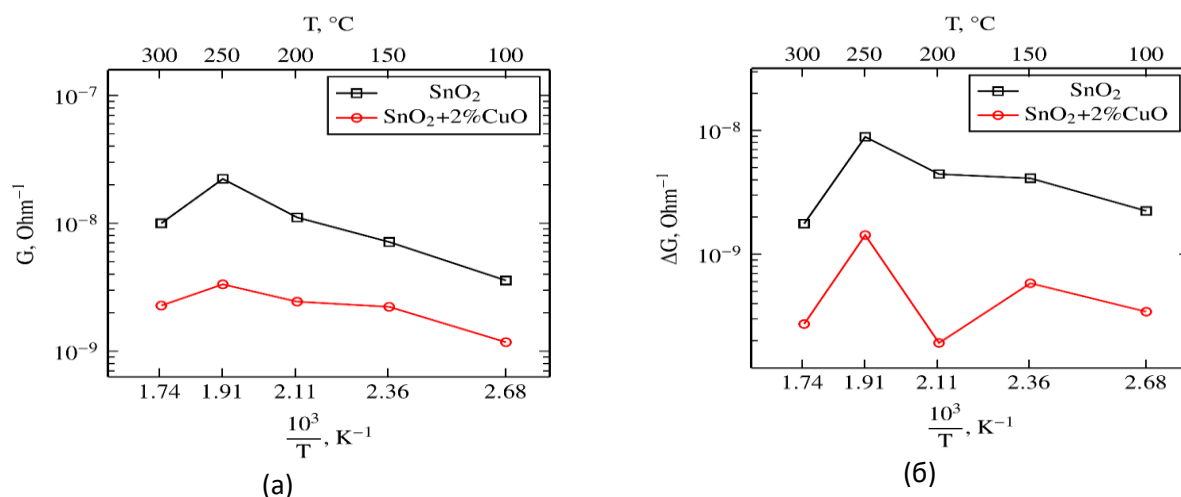 T, °C
300 250 200 150 100
SnO₂
SnO₂+2%CuO
10⁻⁷
10⁻⁸
10⁻⁹
G, Ohm⁻¹
1.74 1.91 2.11 2.36 2.68
10³/T, K⁻¹
(а)
T, °C
300 250 200 150 100
SnO₂
SnO₂+2%CuO
10⁻⁸
10⁻⁹
ΔG, Ohm⁻¹
1.74 1.91 2.11 2.36 2.68
10³/T, K⁻¹
(б)